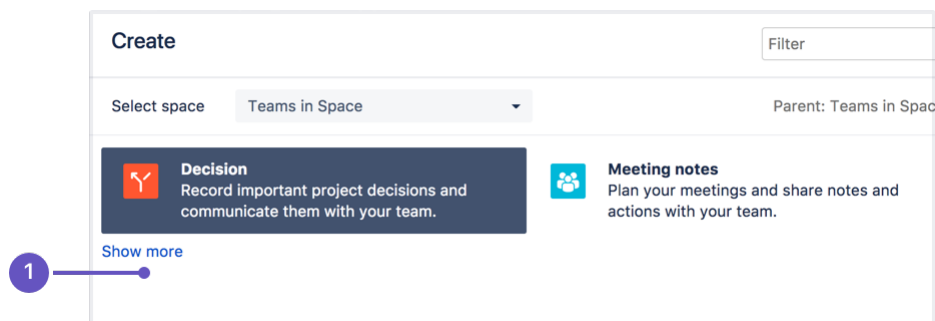 Create
Filter
Select space
Teams in Space
Parent: Teams in Spac
Decision
Record important project decisions and
communicate them with your team.
Meeting notes
Plan your meetings and share notes and
actions with your team.
Show more
1